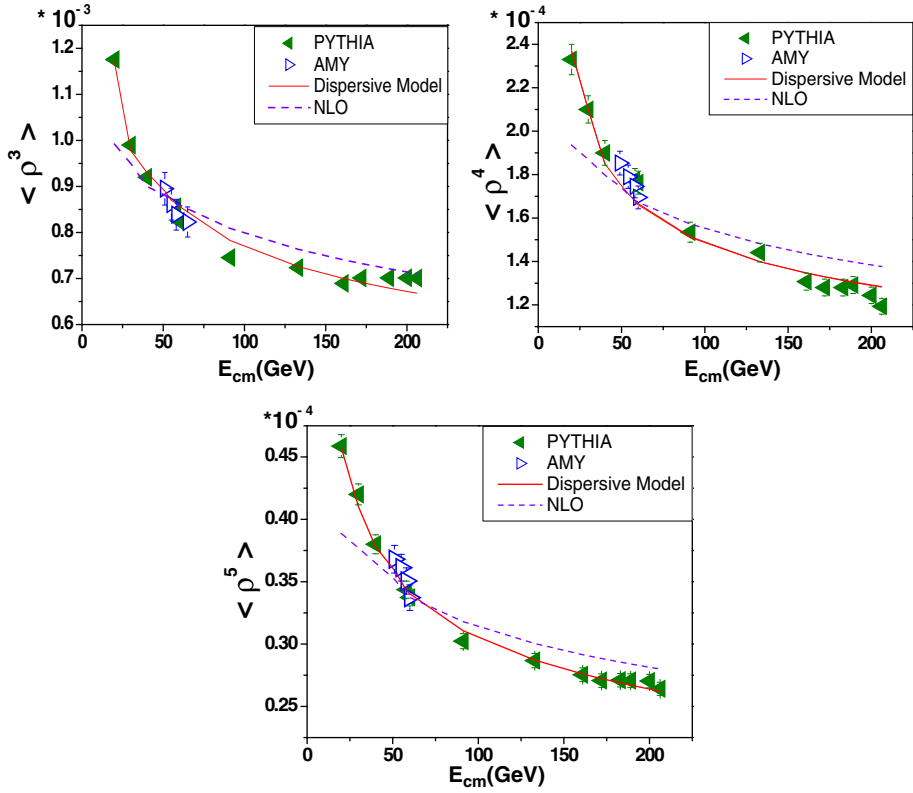 * 10⁻³
1.2
1.1
1.0
0.9
0.8
0.7
0.6
< ρ³ >
PYTHIA
AMY
Dispersive Model
NLO
0 50 100 150 200
E_cm(GeV)
* 10⁻⁴
2.4
2.2
2.0
1.8
1.6
1.4
1.2
< ρ⁴ >
PYTHIA
AMY
Dispersive Model
NLO
0 50 100 150 200
E_cm(GeV)
*10⁻⁴
0.45
0.40
0.35
0.30
0.25
< ρ⁵ >
PYTHIA
AMY
Dispersive Model
NLO
0 50 100 150 200
E_cm(GeV)